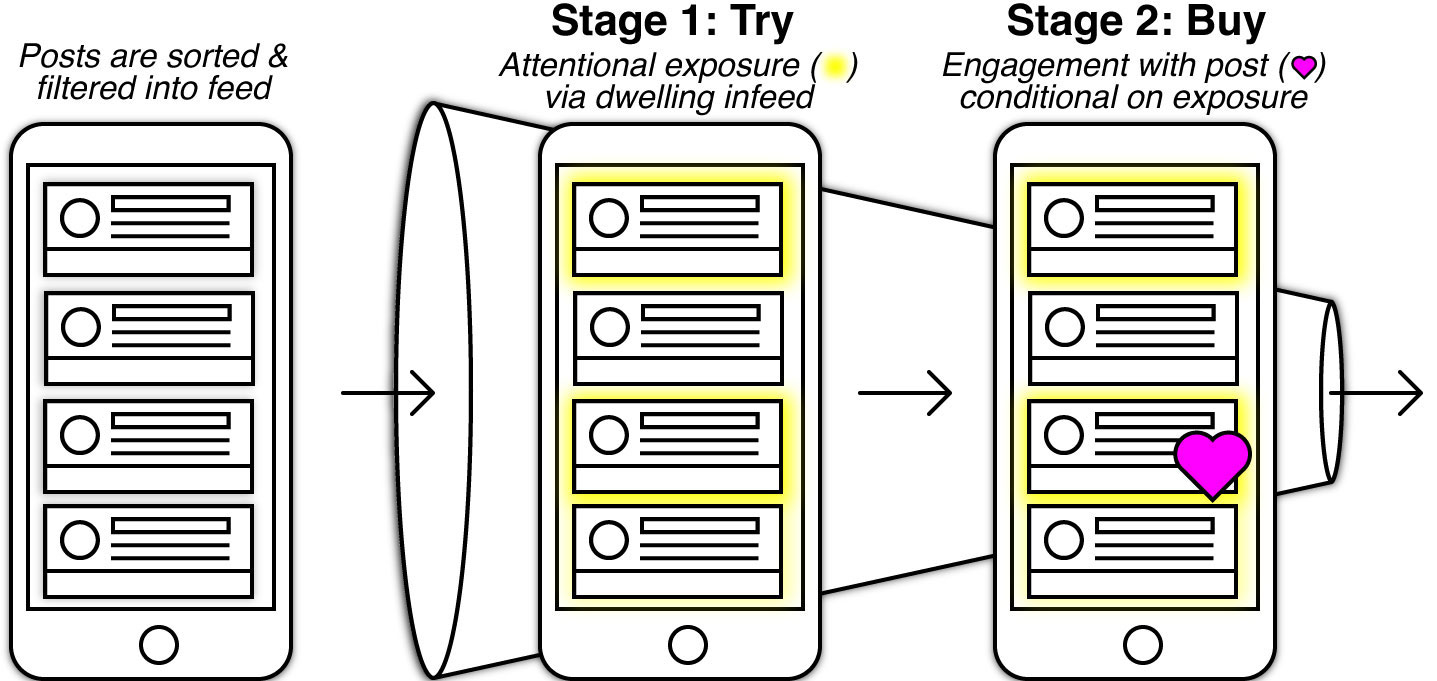 Posts are sorted &
filtered into feed
Stage 1: Try
Attentional exposure ( )
via dwelling infeed
Stage 2: Buy
Engagement with post ( )
conditional on exposure